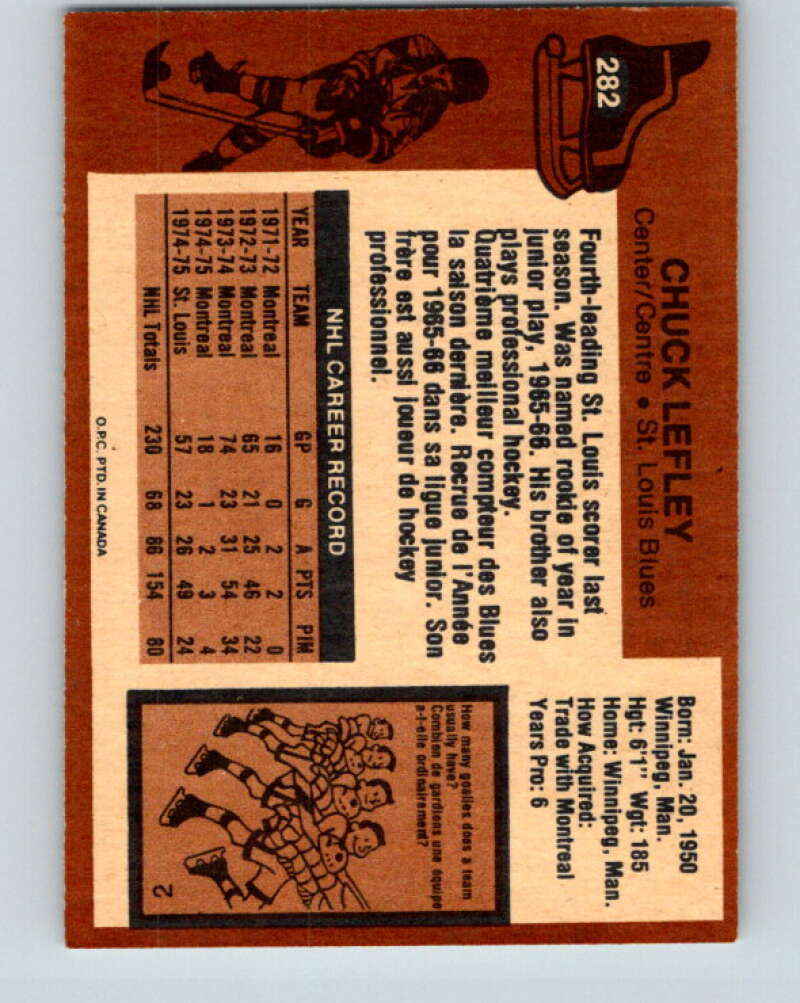 282
CHUCK LEFLEY
Center/Centre • St. Louis Blues
Born: Jan. 20, 1950
Winnipeg, Man.
Hgt: 6'1" Wgt: 185
Home: Winnipeg, Man.
How Acquired:
Trade with Montreal
Years Pro: 6
Fourth-leading St. Louis scorer last
season. Was named rookie of year in
junior play, 1965-66. His brother also
plays professional hockey.
Quatrième meilleur compteur des Blues
la saison dernière. Recrue de l'Année
pour 1965-66 dans sa ligue junior. Son
frère est aussi joueur de hockey
professionnel.
NHL CAREER RECORD
YEAR TEAM GP G A PTS PIM
1971-72 Montreal 16 0 2 2 0
1972-73 Montreal 65 21 25 46 22
1973-74 Montreal 74 23 31 54 34
1974-75 Montreal 18 1 2 3 4
1974-75 St. Louis 57 23 26 49 24
NHL Totals 230 68 86 154 80
How many goalies does a team
usually have?
Combien de gardiens une équipe
a-t-elle ordinairement?
2
O.P.C. PTD. IN CANADA